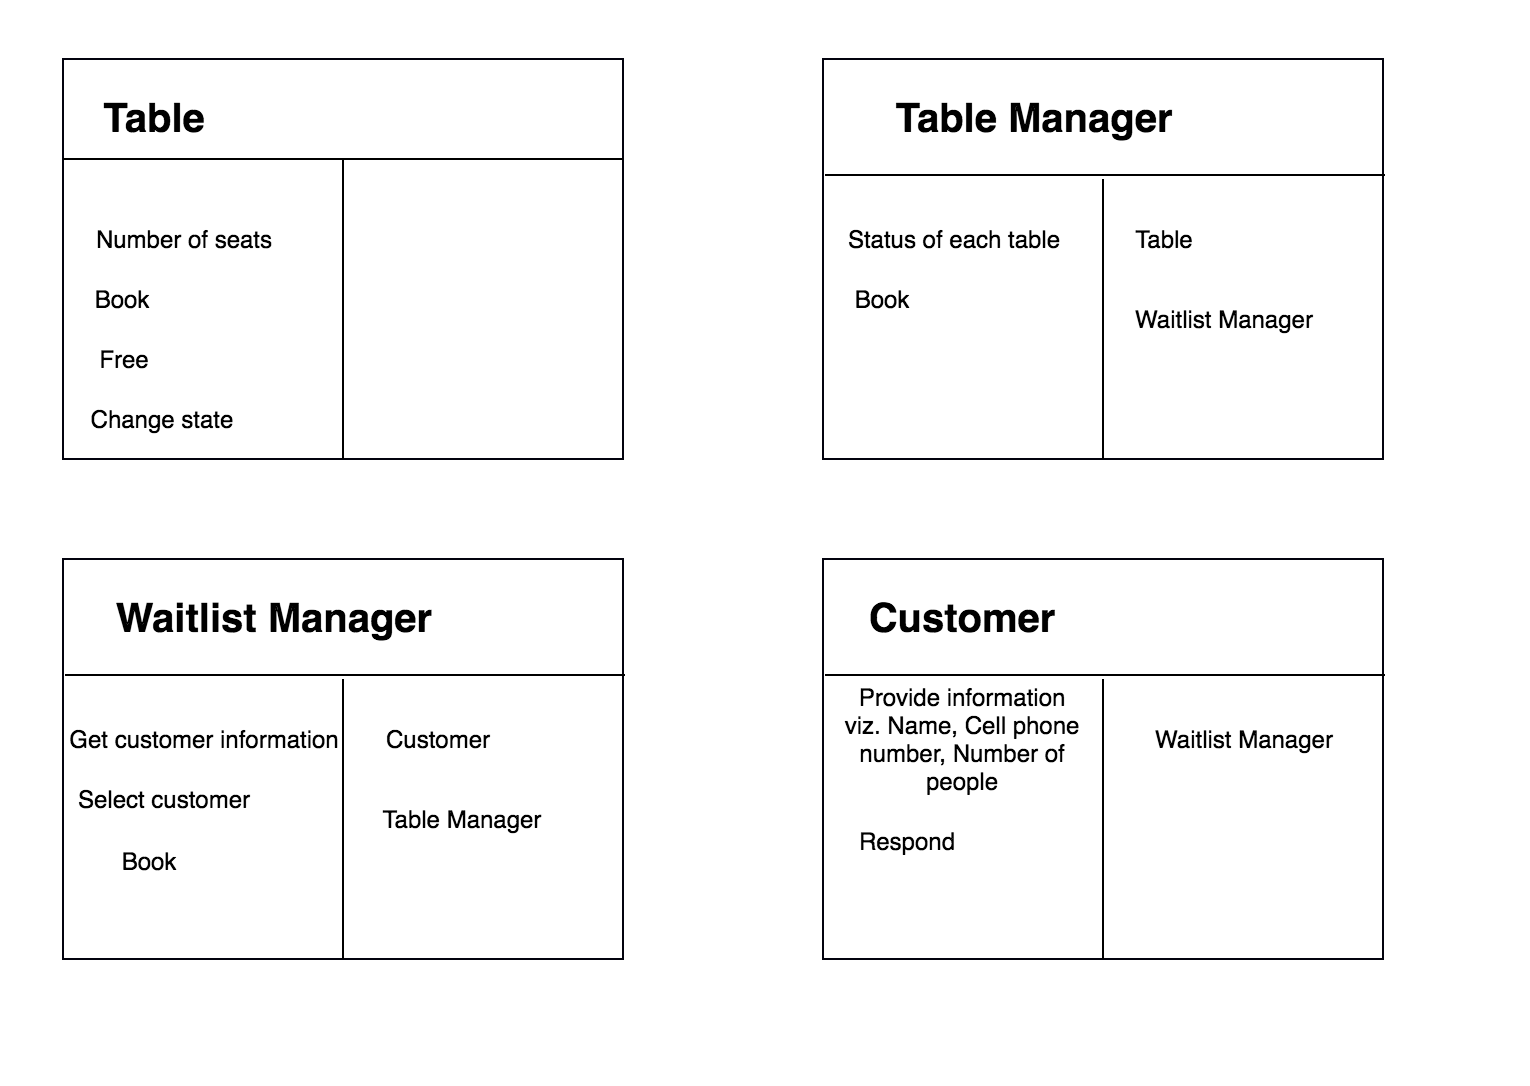 Table
Number of seats
Book
Free
Change state
Table Manager
Status of each table
Book
Table
Waitlist Manager
Waitlist Manager
Get customer information
Select customer
Book
Customer
Table Manager
Customer
Provide information
viz. Name, Cell phone
number, Number of
people
Respond
Waitlist Manager